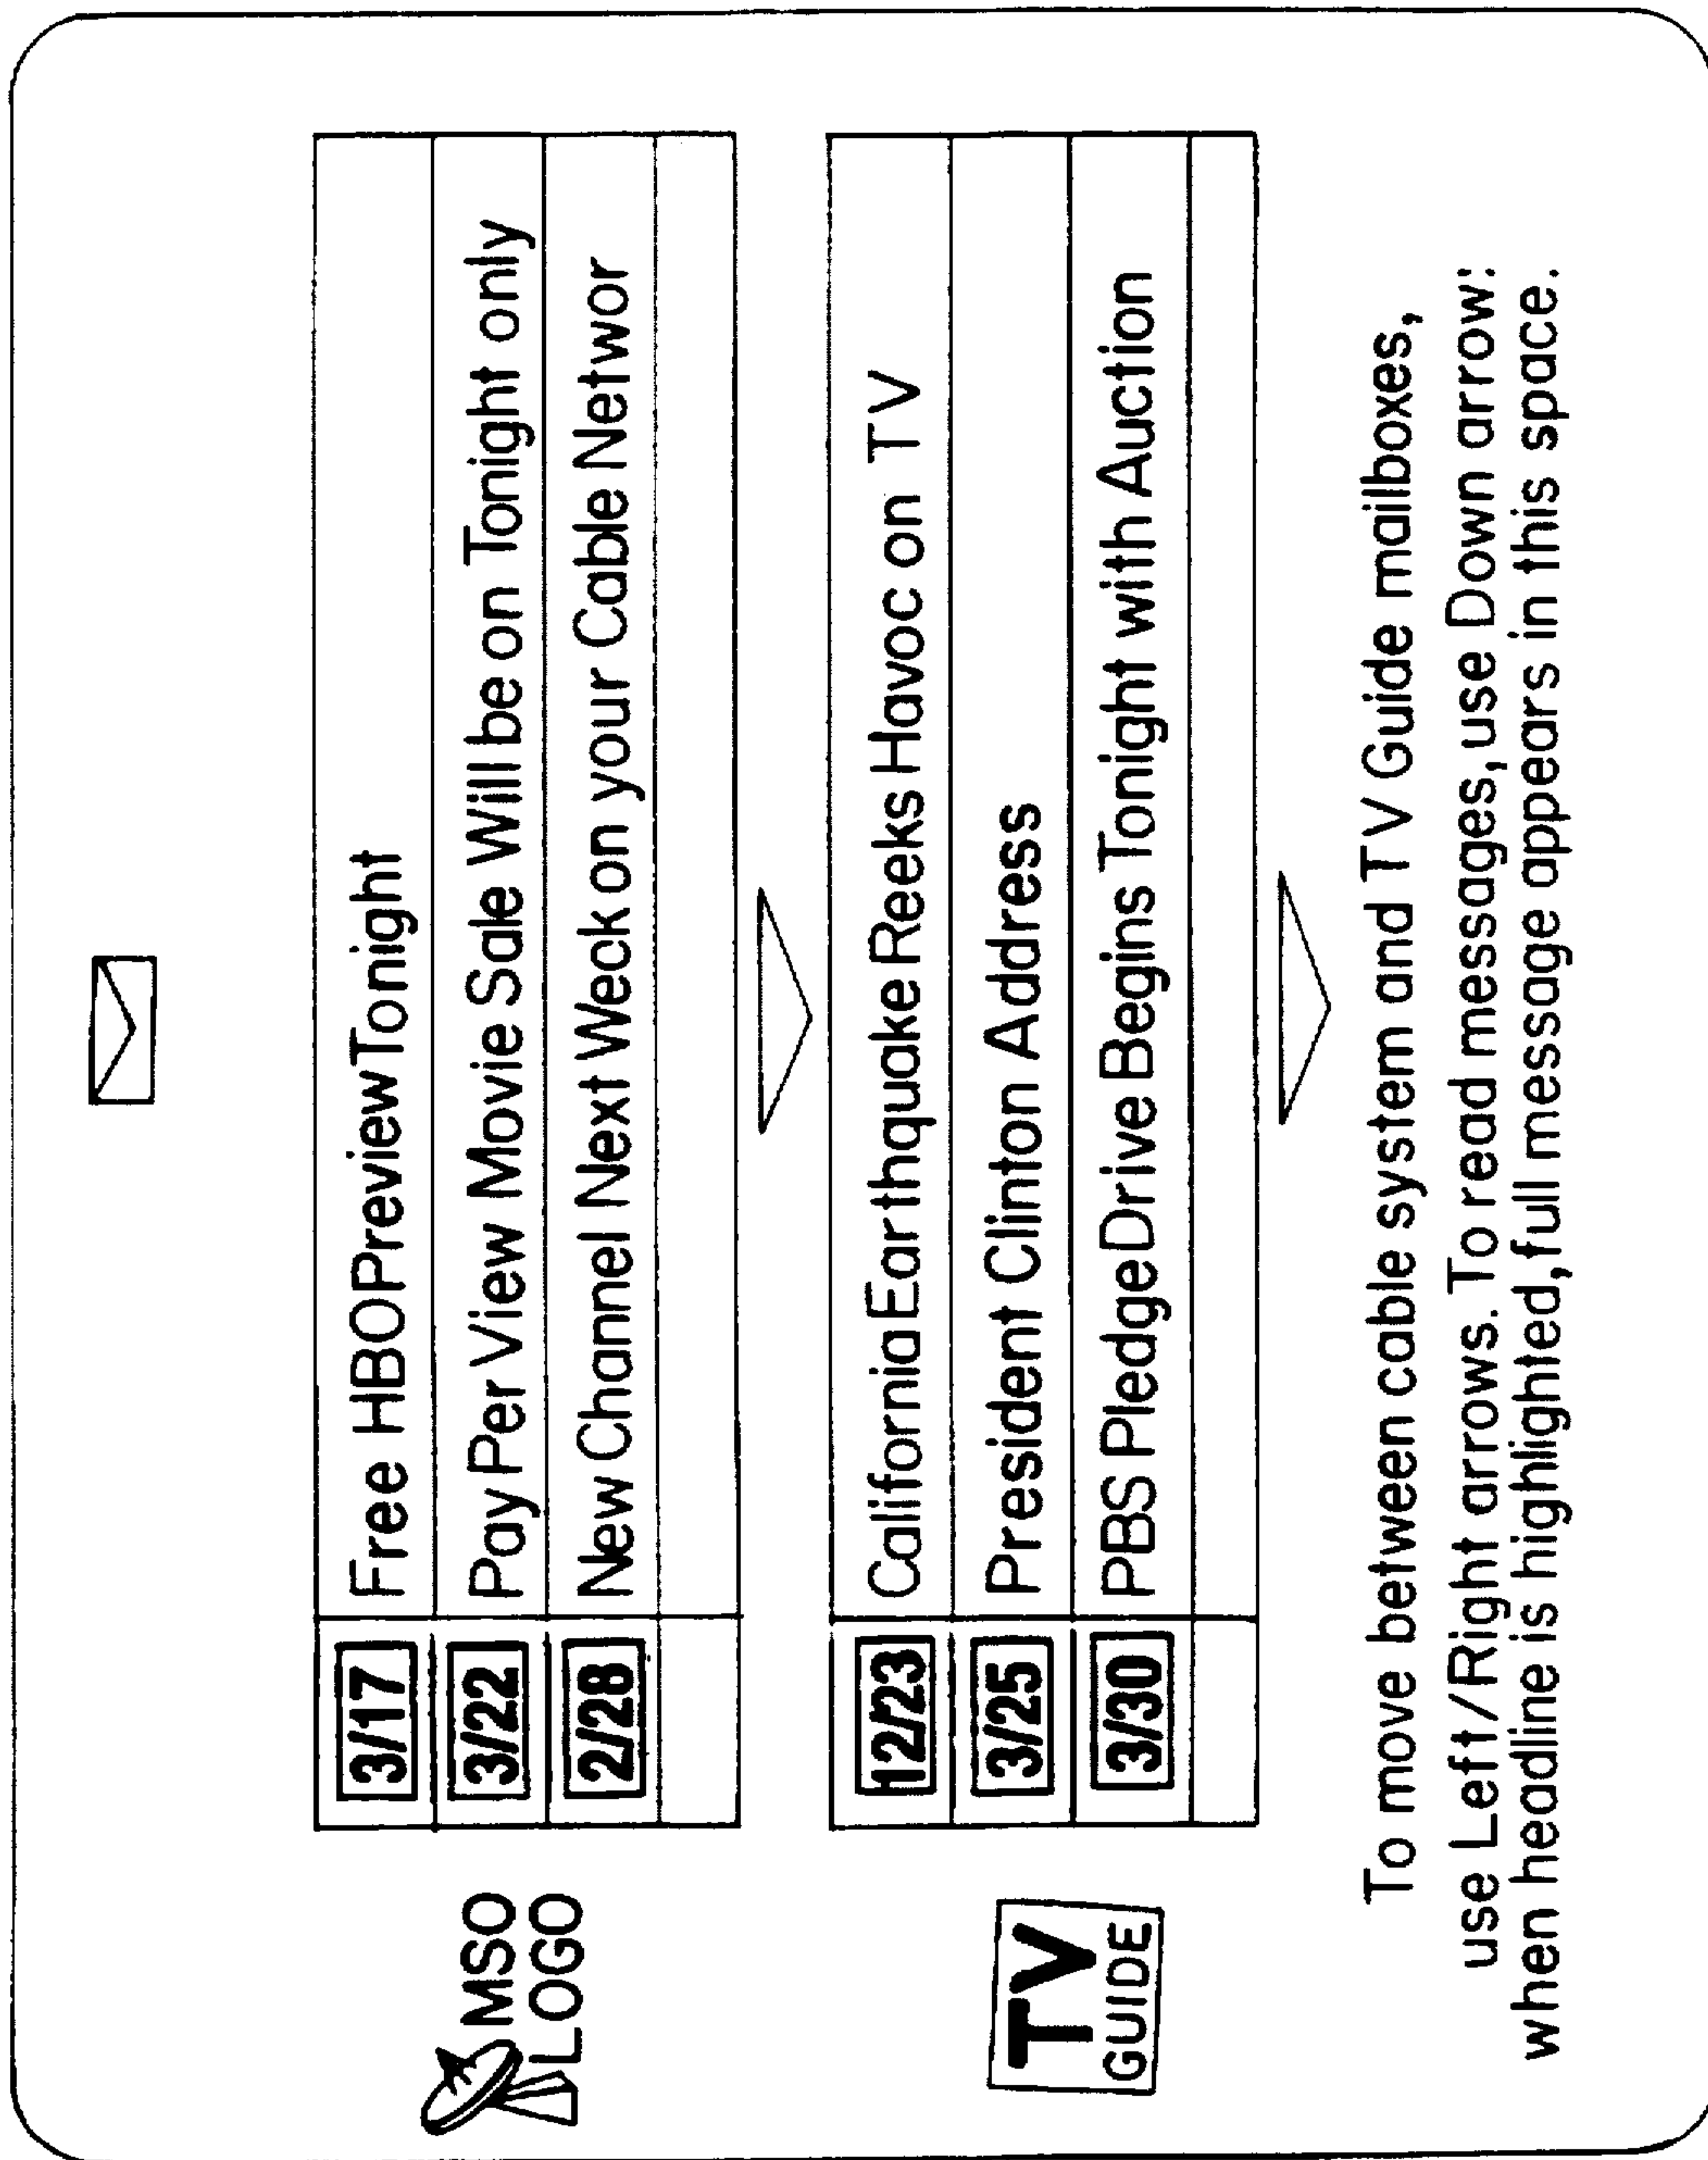 MSO
LOGO
3/17 Free HBOPreviewTonight
3/22 Pay Per View Movie Sale Will be on Tonight only
2/28 New Channel Next Weck on your Cable Networ
TV
GUIDE
12/23 California Earthquake Reeks Havoc on TV
3/25 President Clinton Address
3/30 PBS Pledge Drive Begins Tonight with Auction
To move between cable system and TV Guide mailboxes,
use Left/Right arrows. To read messages, use Down arrow:
when headline is highlighted, full message appears in this space.